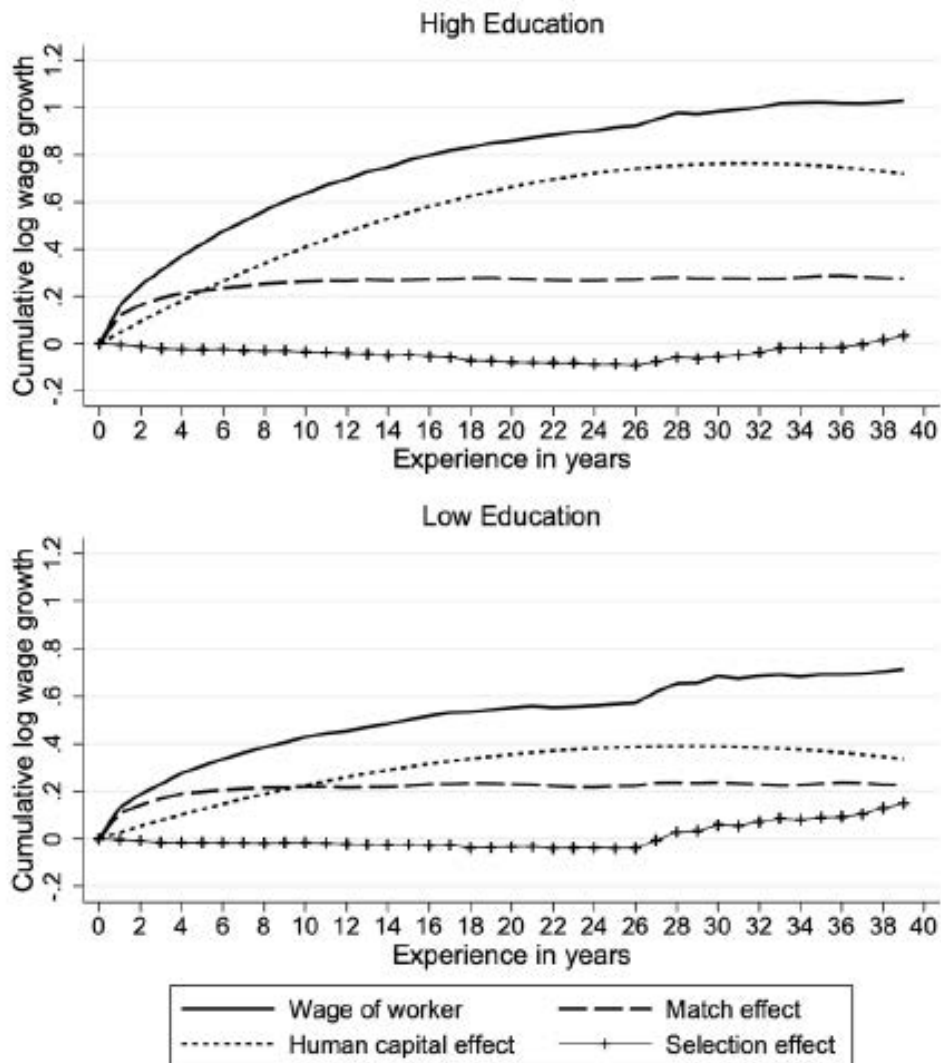 High Education
Cumulative log wage growth
1.2
1
.8
.6
.4
.2
0
-.2
0 2 4 6 8 10 12 14 16 18 20 22 24 26 28 30 32 34 36 38 40
Experience in years
Low Education
Cumulative log wage growth
1.2
1
.8
.6
.4
.2
0
-.2
0 2 4 6 8 10 12 14 16 18 20 22 24 26 28 30 32 34 36 38 40
Experience in years
Wage of worker Match effect
Human capital effect Selection effect